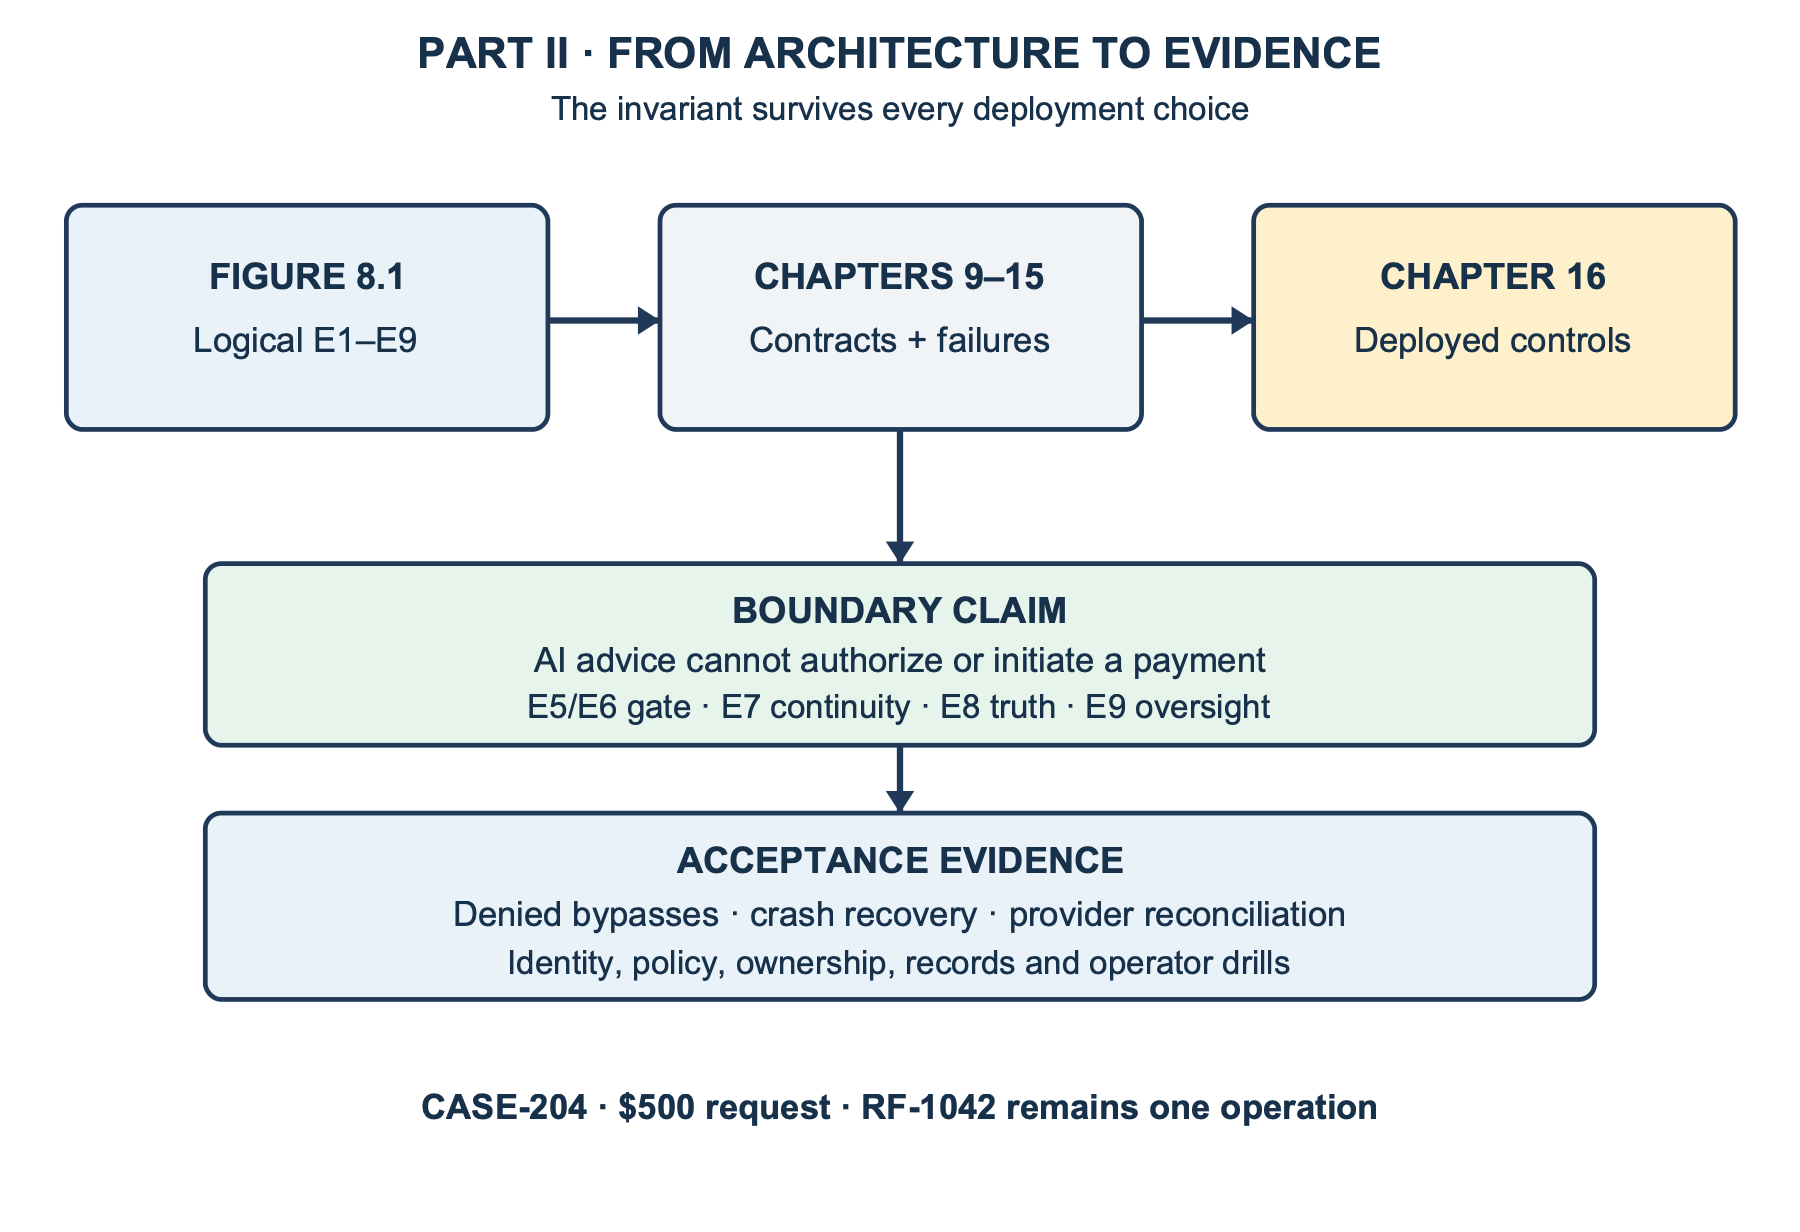 PART II · FROM ARCHITECTURE TO EVIDENCE
The invariant survives every deployment choice
FIGURE 8.1
Logical E1–E9
CHAPTERS 9–15
Contracts + failures
CHAPTER 16
Deployed controls
BOUNDARY CLAIM
AI advice cannot authorize or initiate a payment
E5/E6 gate · E7 continuity · E8 truth · E9 oversight
ACCEPTANCE EVIDENCE
Denied bypasses · crash recovery · provider reconciliation
Identity, policy, ownership, records and operator drills
CASE-204 · $500 request · RF-1042 remains one operation